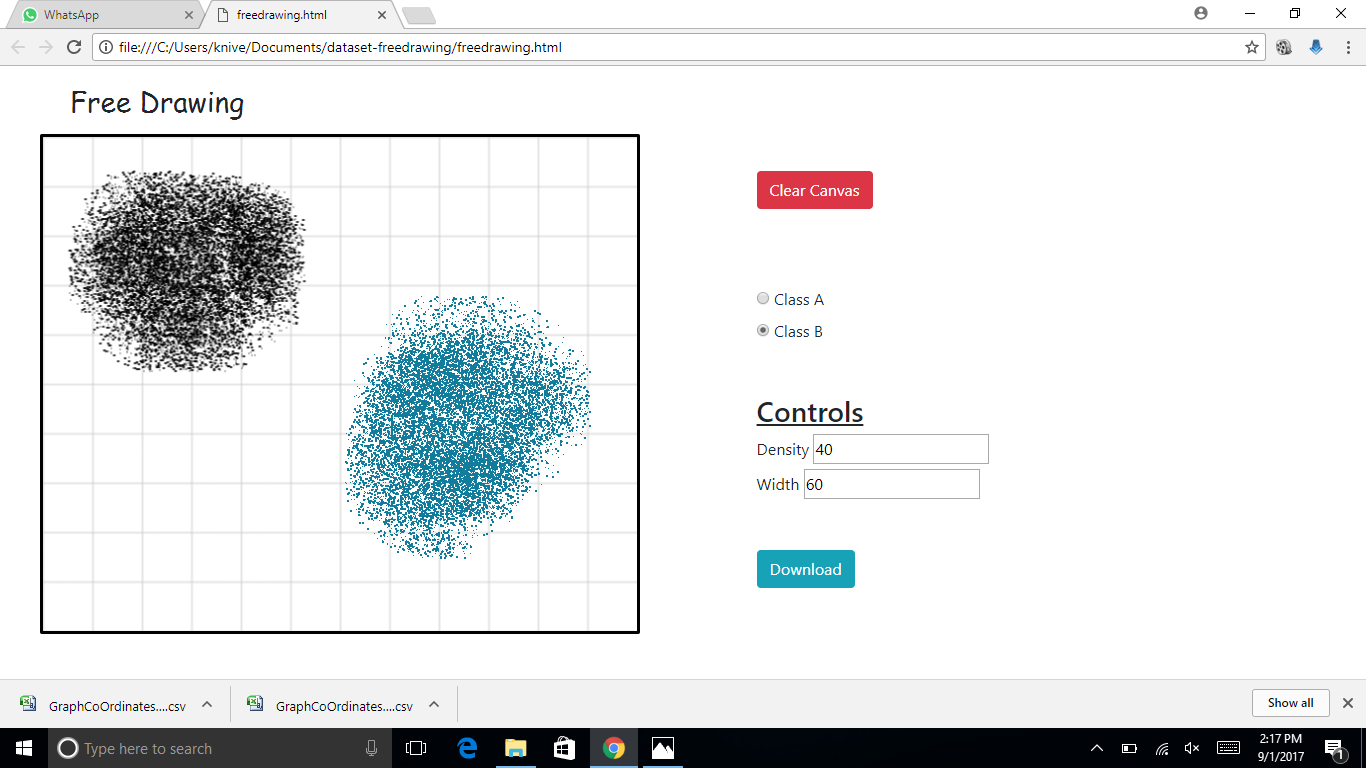 WhatsApp
freedrawing.html
file:///C:/Users/knive/Documents/dataset-freedrawing/freedrawing.html
Free Drawing
Clear Canvas
Class A
Class B
Controls
Density 40
Width 60
Download
GraphCoOrdinates....csv
GraphCoOrdinates....csv
Show all
Type here to search
2:17 PM
9/1/2017
1